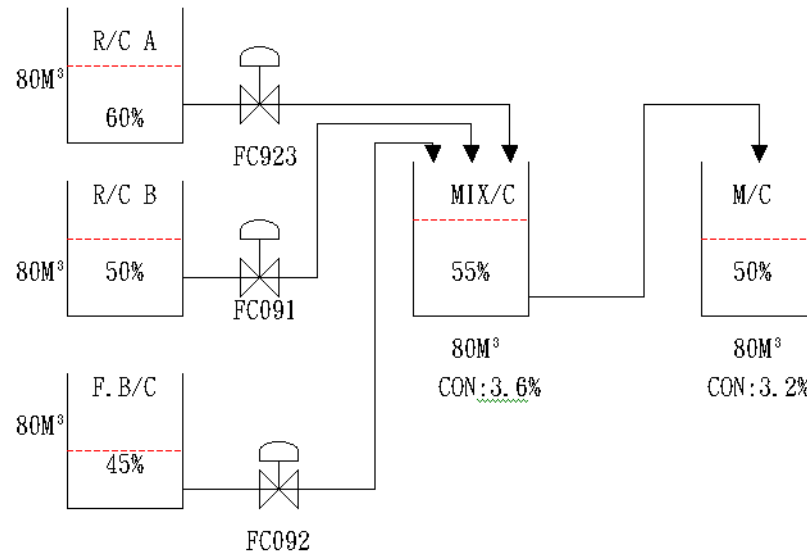 R/C A
80M³
60%
FC923
R/C B
80M³
50%
FC091
F.B/C
80M³
45%
FC092
MIX/C
55%
80M³
CON:3.6%
M/C
50%
80M³
CON:3.2%